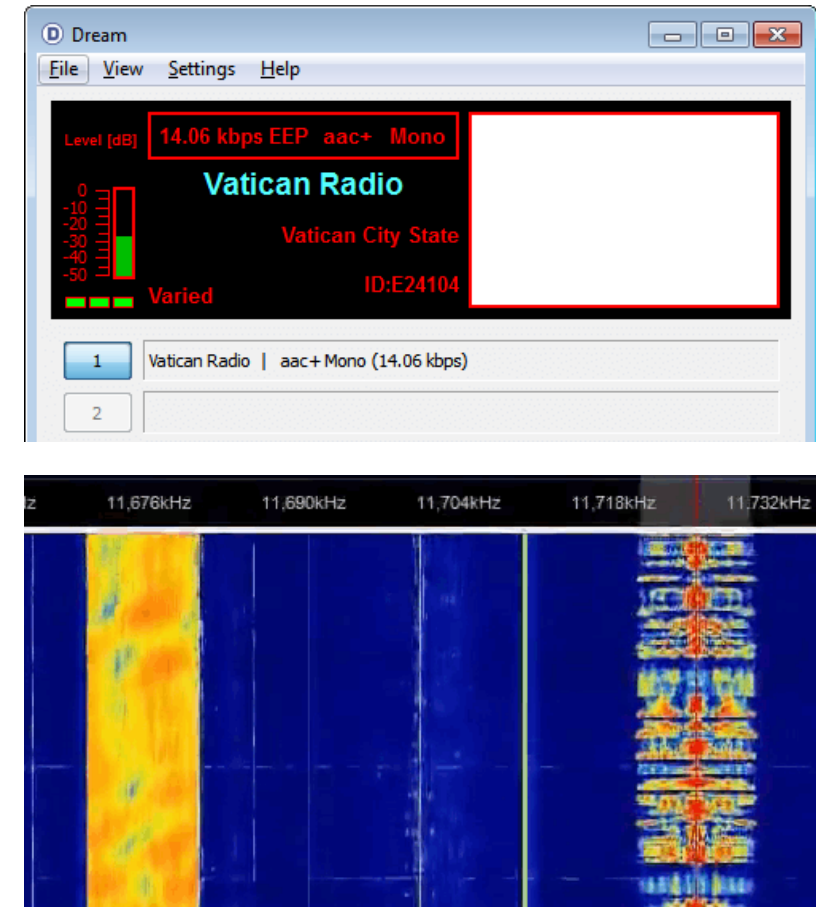 Dream
File View Settings Help
Level [dB]
14.06 kbps EEP aac+ Mono
Vatican Radio
0
-10
-20
-30
-40
-50
Vatican City State
Varied
ID:E24104
1 Vatican Radio | aac+ Mono (14.06 kbps)
2
z 11,676kHz 11,690kHz 11,704kHz 11,718kHz 11.732kHz